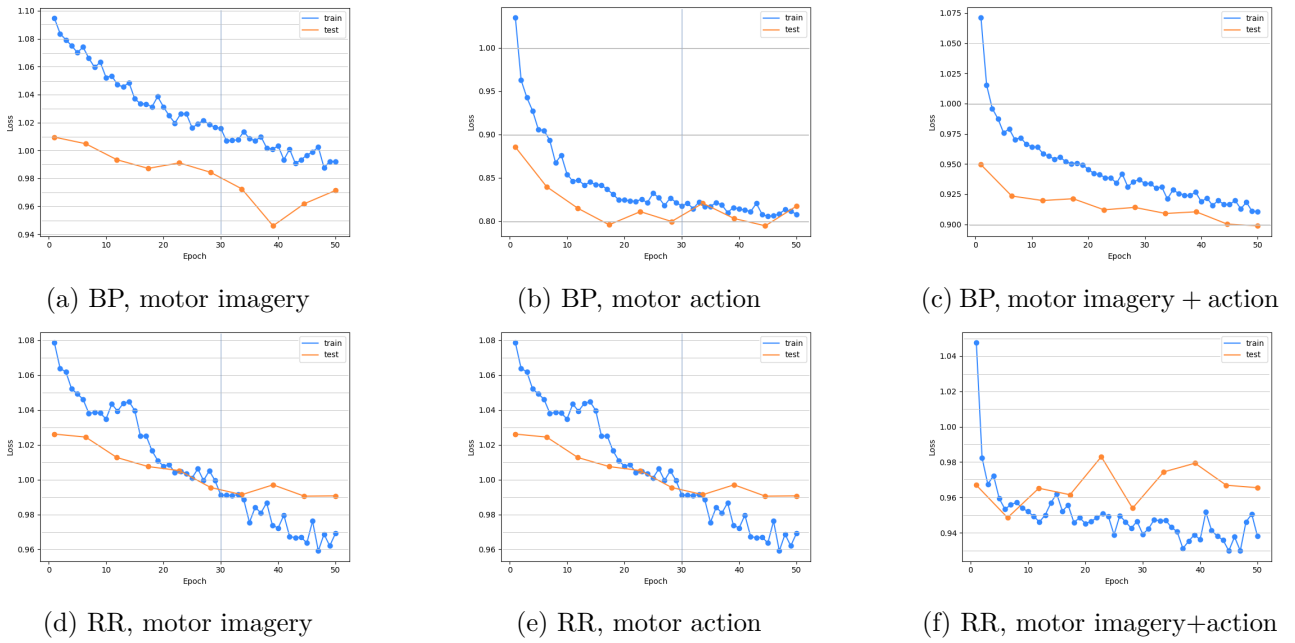 1.10
1.08
1.06
1.04
1.02
1.00
0.98
0.96
0.94
Loss
0
10
20
30
40
50
Epoch
train
test
(a) BP, motor imagery
1.00
0.95
0.90
0.85
0.80
Loss
0
10
20
30
40
50
Epoch
train
test
(b) BP, motor action
1.075
1.050
1.025
1.000
0.975
0.950
0.925
0.900
Loss
0
10
20
30
40
50
Epoch
train
test
(c) BP, motor imagery + action
1.08
1.06
1.04
1.02
1.00
0.98
0.96
Loss
0
10
20
30
40
50
Epoch
train
test
(d) RR, motor imagery
1.08
1.06
1.04
1.02
1.00
0.98
0.96
Loss
0
10
20
30
40
50
Epoch
train
test
(e) RR, motor action
1.04
1.02
1.00
0.98
0.96
0.94
Loss
0
10
20
30
40
50
Epoch
train
test
(f) RR, motor imagery+action